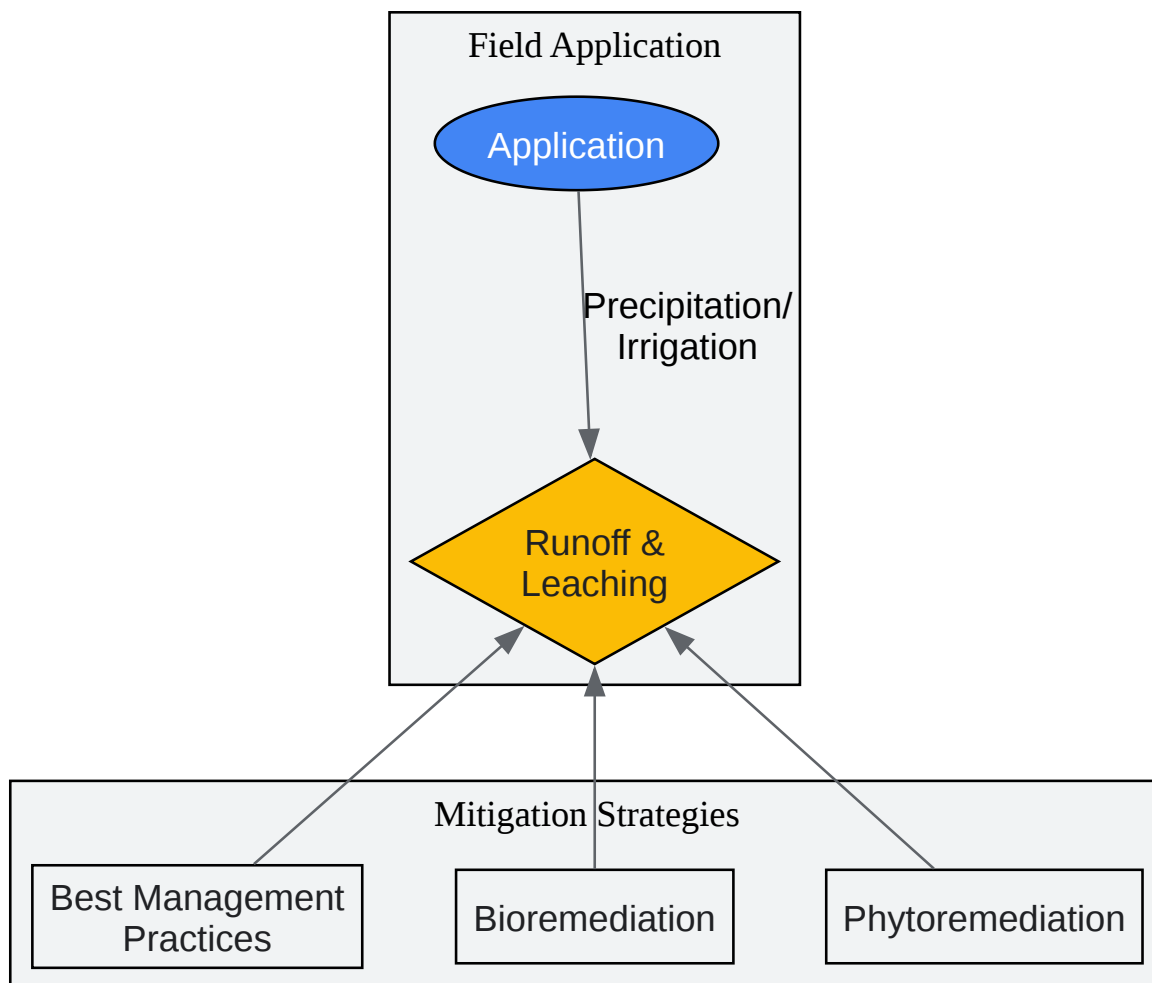 Field Application
Application
Precipitation/
Irrigation
Runoff &
Leaching
Mitigation Strategies
Best Management
Practices
Bioremediation
Phytoremediation